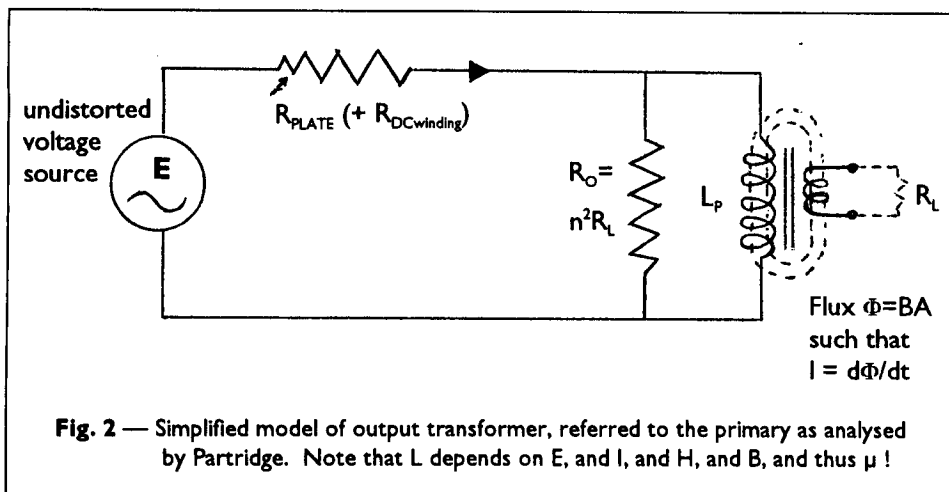 undistorted
voltage
source
E
R_PLATE (+ R_DCwinding)
R_O =
n²R_L
L_P
R_L
Flux Φ=BA
such that
I = dΦ/dt
Fig. 2 — Simplified model of output transformer, referred to the primary as analysed
by Partridge. Note that L depends on E, and I, and H, and B, and thus μ !